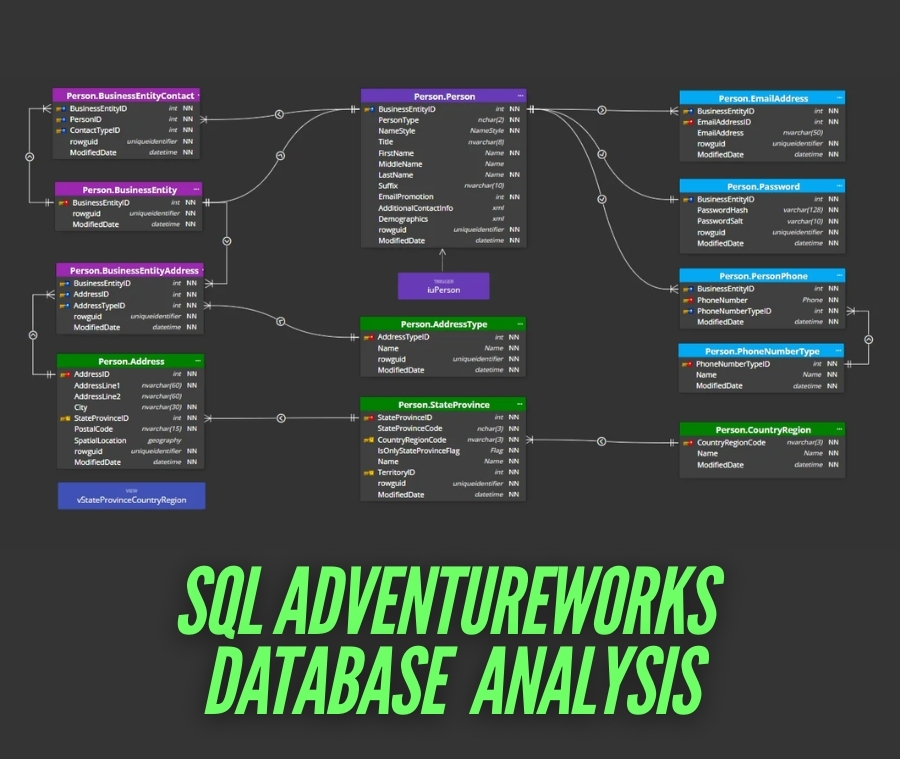 Person.BusinessEntityContact
BusinessEntityID int NN
PersonID int NN
ContactTypeID int NN
rowguid uniqueidentifier NN
ModifiedDate datetime NN
Person.BusinessEntity
BusinessEntityID int NN
rowguid uniqueidentifier NN
ModifiedDate datetime NN
Person.BusinessEntityAddress
BusinessEntityID int NN
AddressID int NN
AddressTypeID int NN
rowguid uniqueidentifier NN
ModifiedDate datetime NN
Person.Address
AddressID int NN
AddressLine1 nvarchar(60) NN
AddressLine2 nvarchar(60)
City nvarchar(30) NN
StateProvinceID int NN
PostalCode nvarchar(15) NN
SpatialLocation geography
rowguid uniqueidentifier NN
ModifiedDate datetime NN
VIEW
vStateProvinceCountryRegion
Person.Person
BusinessEntityID int NN
PersonType nchar(2) NN
NameStyle NameStyle NN
Title nvarchar(8)
FirstName Name NN
MiddleName Name
LastName Name NN
Suffix nvarchar(10)
EmailPromotion int NN
AdditionalContactInfo xml
Demographics xml
rowguid uniqueidentifier NN
ModifiedDate datetime NN
TRIGGER
iuPerson
Person.AddressType
AddressTypeID int NN
Name Name NN
rowguid uniqueidentifier NN
ModifiedDate datetime NN
Person.StateProvince
StateProvinceID int NN
StateProvinceCode nchar(3) NN
CountryRegionCode nvarchar(3) NN
IsOnlyStateProvinceFlag Flag NN
Name Name NN
TerritoryID int NN
rowguid uniqueidentifier NN
ModifiedDate datetime NN
Person.EmailAddress
BusinessEntityID int NN
EmailAddressID int NN
EmailAddress nvarchar(50)
rowguid uniqueidentifier NN
ModifiedDate datetime NN
Person.Password
BusinessEntityID int NN
PasswordHash varchar(128) NN
PasswordSalt varchar(10) NN
rowguid uniqueidentifier NN
ModifiedDate datetime NN
Person.PersonPhone
BusinessEntityID int NN
PhoneNumber Phone NN
PhoneNumberTypeID int NN
ModifiedDate datetime NN
Person.PhoneNumberType
PhoneNumberTypeID int NN
Name Name NN
ModifiedDate datetime NN
Person.CountryRegion
CountryRegionCode nvarchar(3) NN
Name Name NN
ModifiedDate datetime NN
SQL ADVENTUREWORKS
DATABASE ANALYSIS